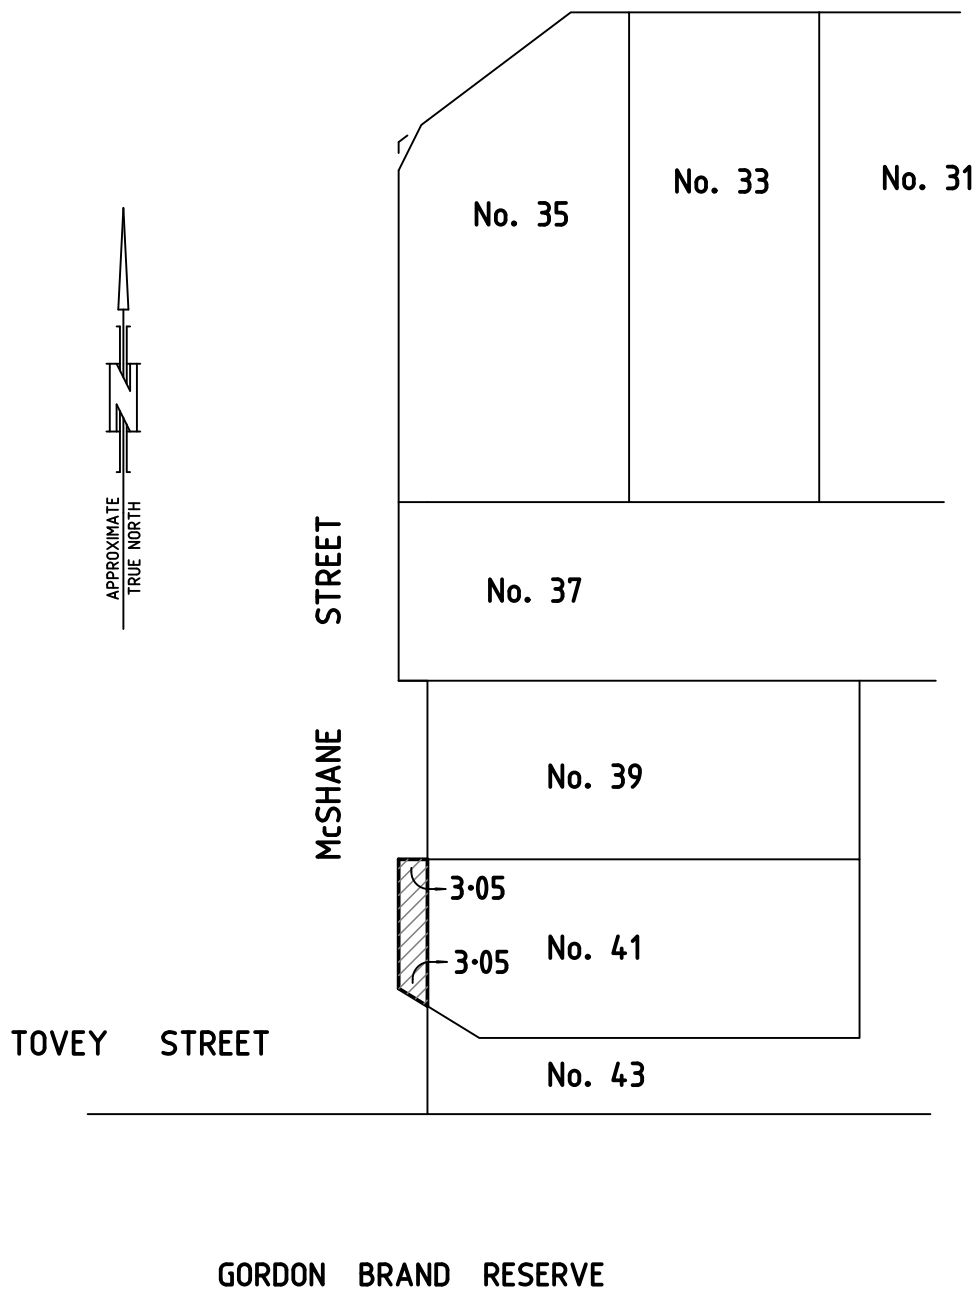 No. 31
No. 33
No. 35
N
APPROXIMATE
TRUE NORTH
McSHANE STREET
No. 37
No. 39
3·05
No. 41
3·05
TOVEY STREET
No. 43
GORDON BRAND RESERVE